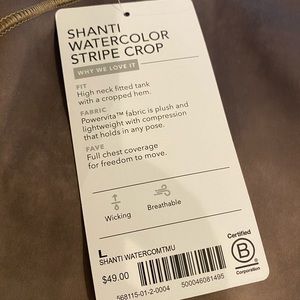 SHANTI
WATERCOLOR
STRIPE CROP
WHY WE LOVE IT
FIT
High neck fitted tank
with a cropped hem.
FABRIC
Powervita™ fabric is plush and
lightweight with compression
that holds in any pose.
FAVE
Full chest coverage
for freedom to move.
Wicking
Breathable
L
SHANTI WATERCOMTMU
$49.00
568115-01-2-0004
500046081495
Certified
B
Corporation